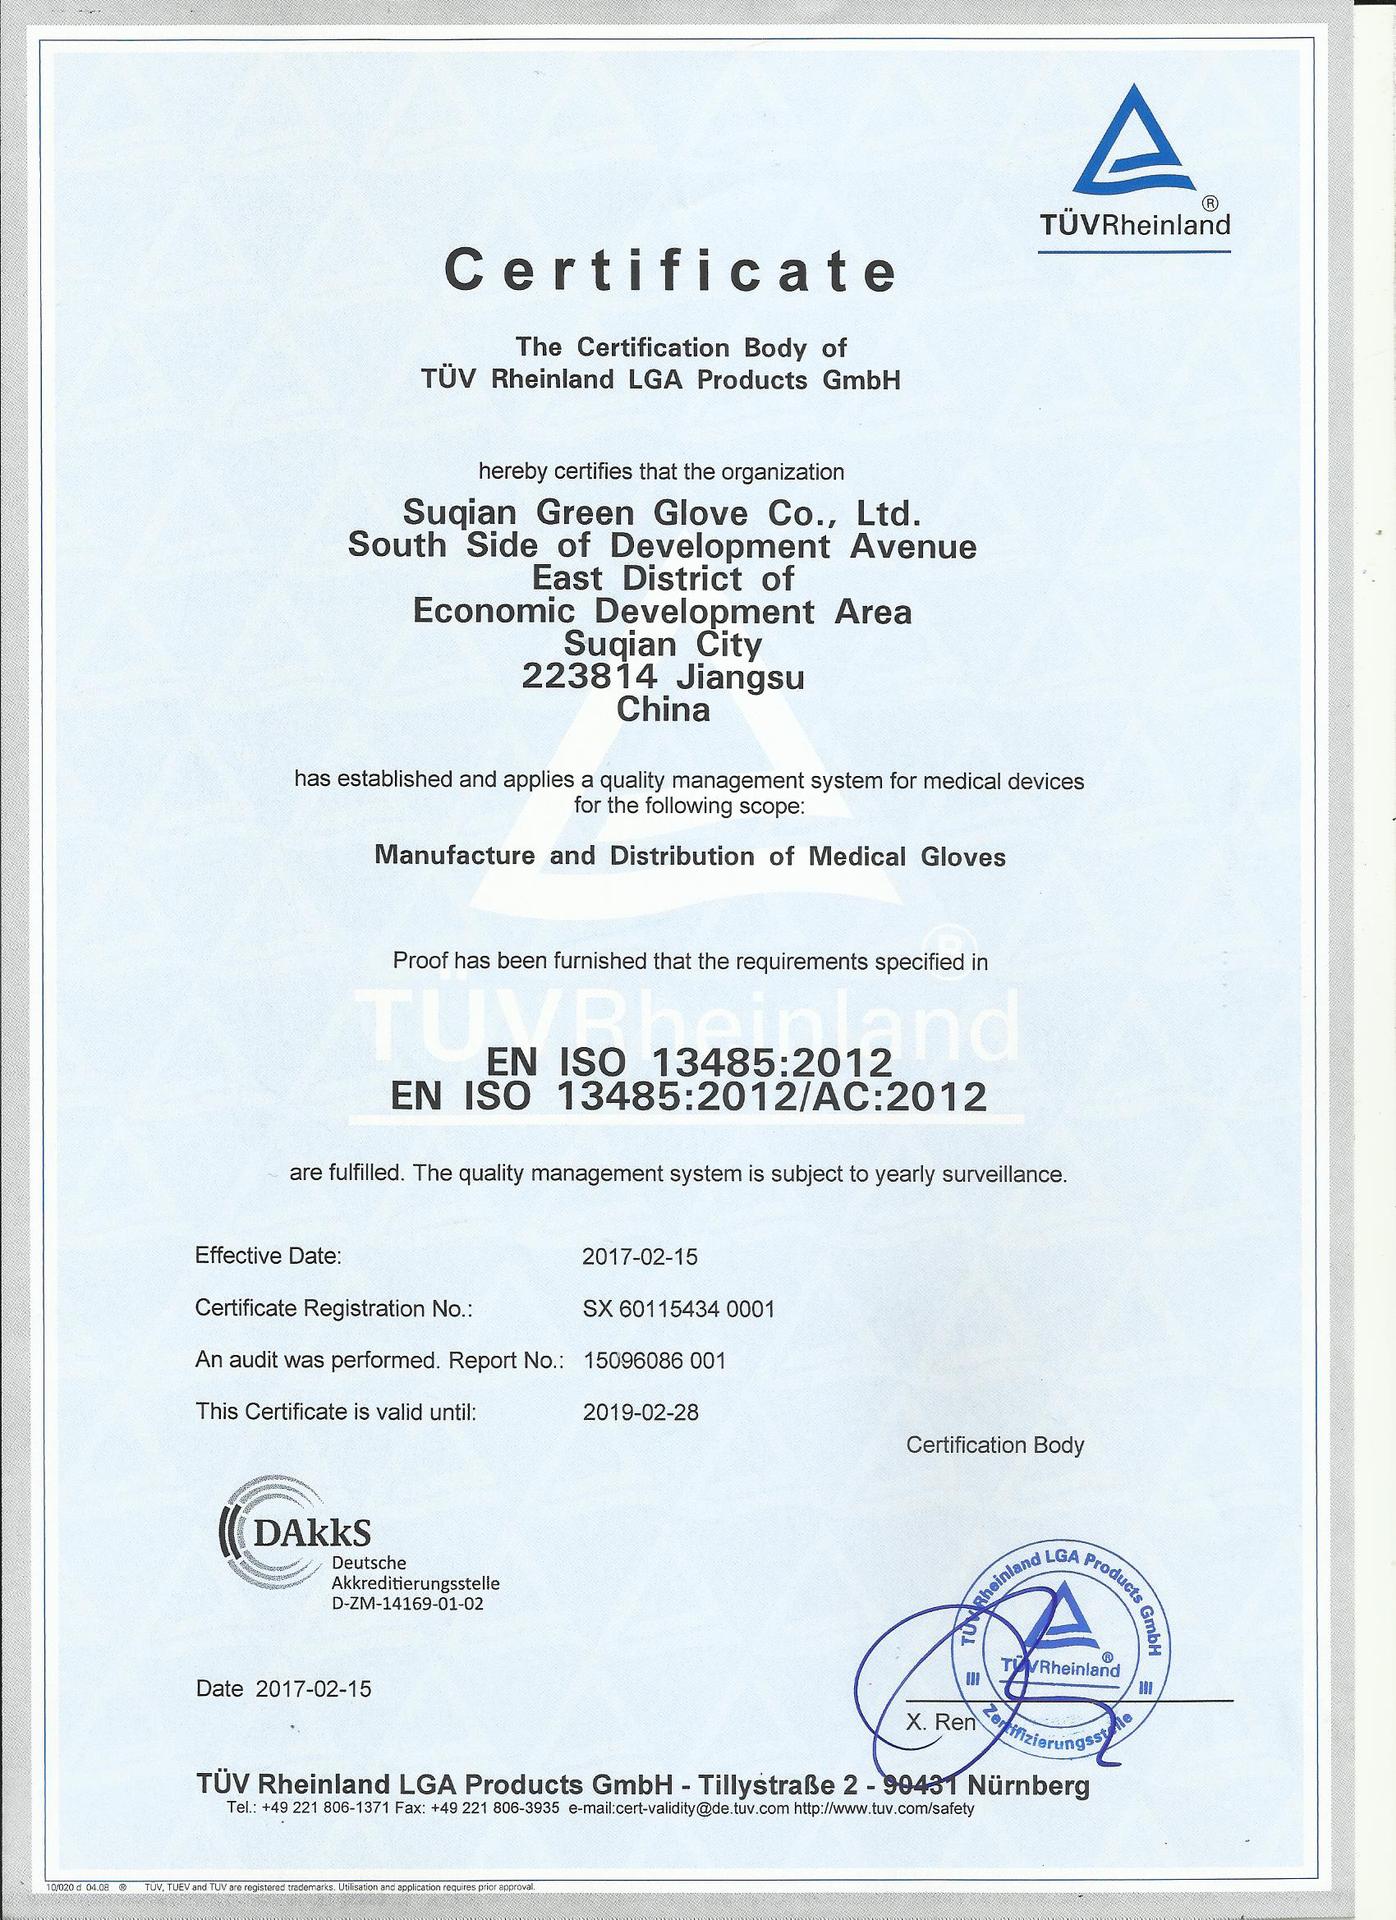 TÜVRheinland®
Certificate
The Certification Body of
TÜV Rheinland LGA Products GmbH
hereby certifies that the organization
Suqian Green Glove Co., Ltd.
South Side of Development Avenue
East District of
Economic Development Area
Suqian City
223814 Jiangsu
China
has established and applies a quality management system for medical devices
for the following scope:
Manufacture and Distribution of Medical Gloves
Proof has been furnished that the requirements specified in
®
TÜVRheinland
EN ISO 13485:2012
EN ISO 13485:2012/AC:2012
are fulfilled. The quality management system is subject to yearly surveillance.
Effective Date: 2017-02-15
Certificate Registration No.: SX 60115434 0001
An audit was performed. Report No.: 15096086 001
This Certificate is valid until: 2019-02-28
Certification Body
DAkkS
Deutsche
Akkreditierungsstelle
D-ZM-14169-01-02
TÜV Rheinland LGA Products GmbH
TÜVRheinland®
Zertifizierungsstelle
Date 2017-02-15
X. Ren
TÜV Rheinland LGA Products GmbH - Tillystraße 2 - 90431 Nürnberg
Tel.: +49 221 806-1371 Fax: +49 221 806-3935 e-mail:cert-validity@de.tuv.com http://www.tuv.com/safety
10/020 d 04.08 ® TÜV, TUEV and TUV are registered trademarks. Utilisation and application requires prior approval.